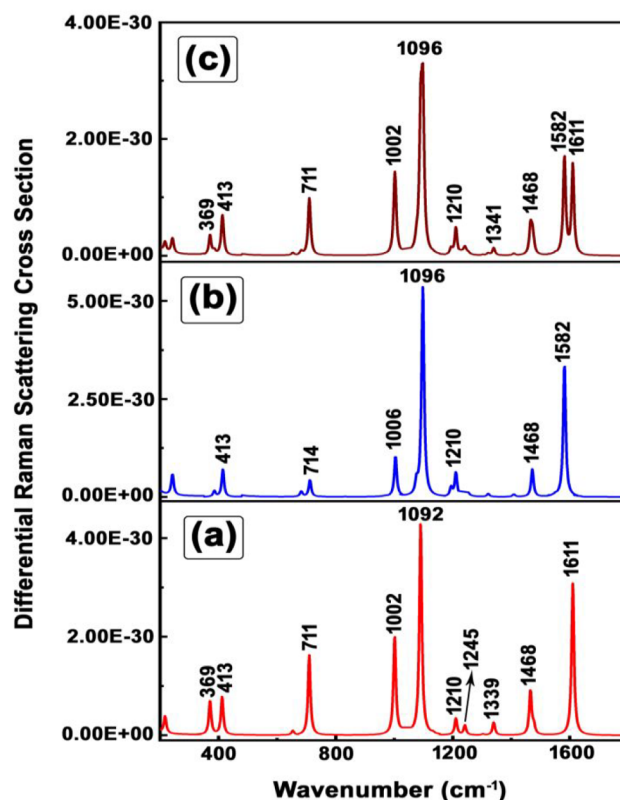 Differential Raman Scattering Cross Section
4.00E-30
2.00E-30
0.00E+00
(c)
369
413
711
1002
1096
1210
1341
1468
1582
1611
5.00E-30
2.50E-30
0.00E+00
(b)
413
714
1006
1096
1210
1468
1582
4.00E-30
2.00E-30
0.00E+00
(a)
369
413
711
1002
1092
1210
1245
1339
1468
1611
400
800
1200
1600
Wavenumber (cm⁻¹)